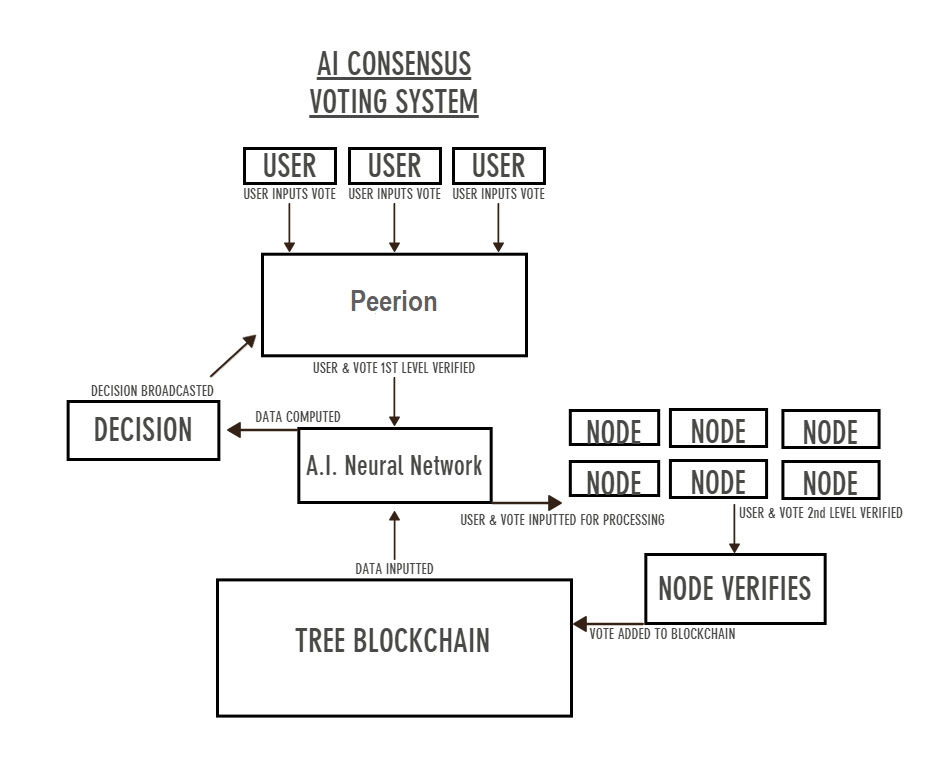 AI CONSENSUS
VOTING SYSTEM
USER USER USER
USER INPUTS VOTE USER INPUTS VOTE USER INPUTS VOTE
Peerion
USER & VOTE 1ST LEVEL VERIFIED
DECISION BROADCASTED
DECISION
DATA COMPUTED
A.I. Neural Network
NODE NODE NODE
NODE NODE NODE
USER & VOTE INPUTTED FOR PROCESSING
USER & VOTE 2nd LEVEL VERIFIED
NODE VERIFIES
VOTE ADDED TO BLOCKCHAIN
DATA INPUTTED
TREE BLOCKCHAIN